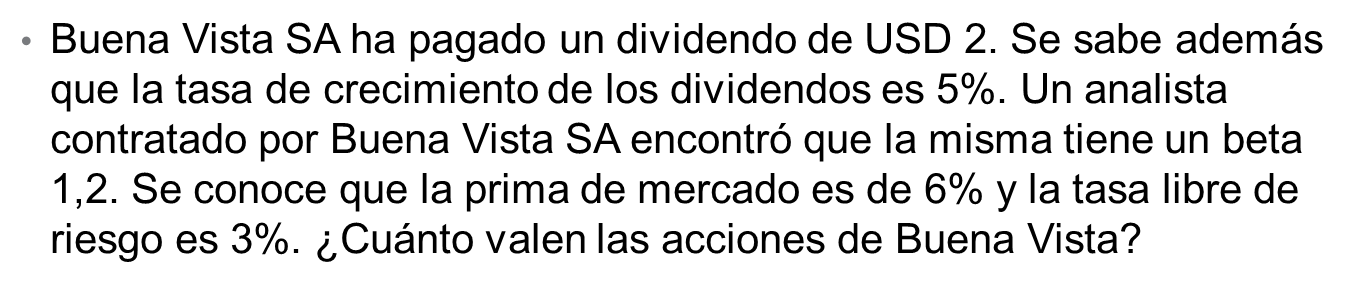 • Buena Vista SA ha pagado un dividendo de USD 2. Se sabe además
que la tasa de crecimiento de los dividendos es 5%. Un analista
contratado por Buena Vista SA encontró que la misma tiene un beta
1,2. Se conoce que la prima de mercado es de 6% y la tasa libre de
riesgo es 3%. ¿Cuánto valen las acciones de Buena Vista?